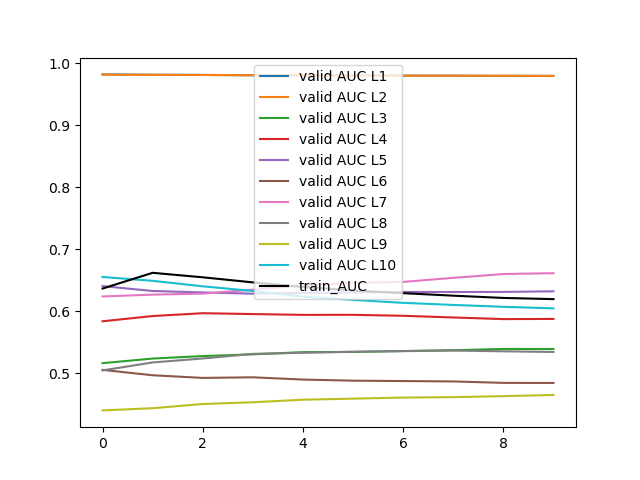 1.0
0.9
0.8
0.7
0.6
0.5
valid AUC L1
valid AUC L2
valid AUC L3
valid AUC L4
valid AUC L5
valid AUC L6
valid AUC L7
valid AUC L8
valid AUC L9
valid AUC L10
train_AUC
0 2 4 6 8